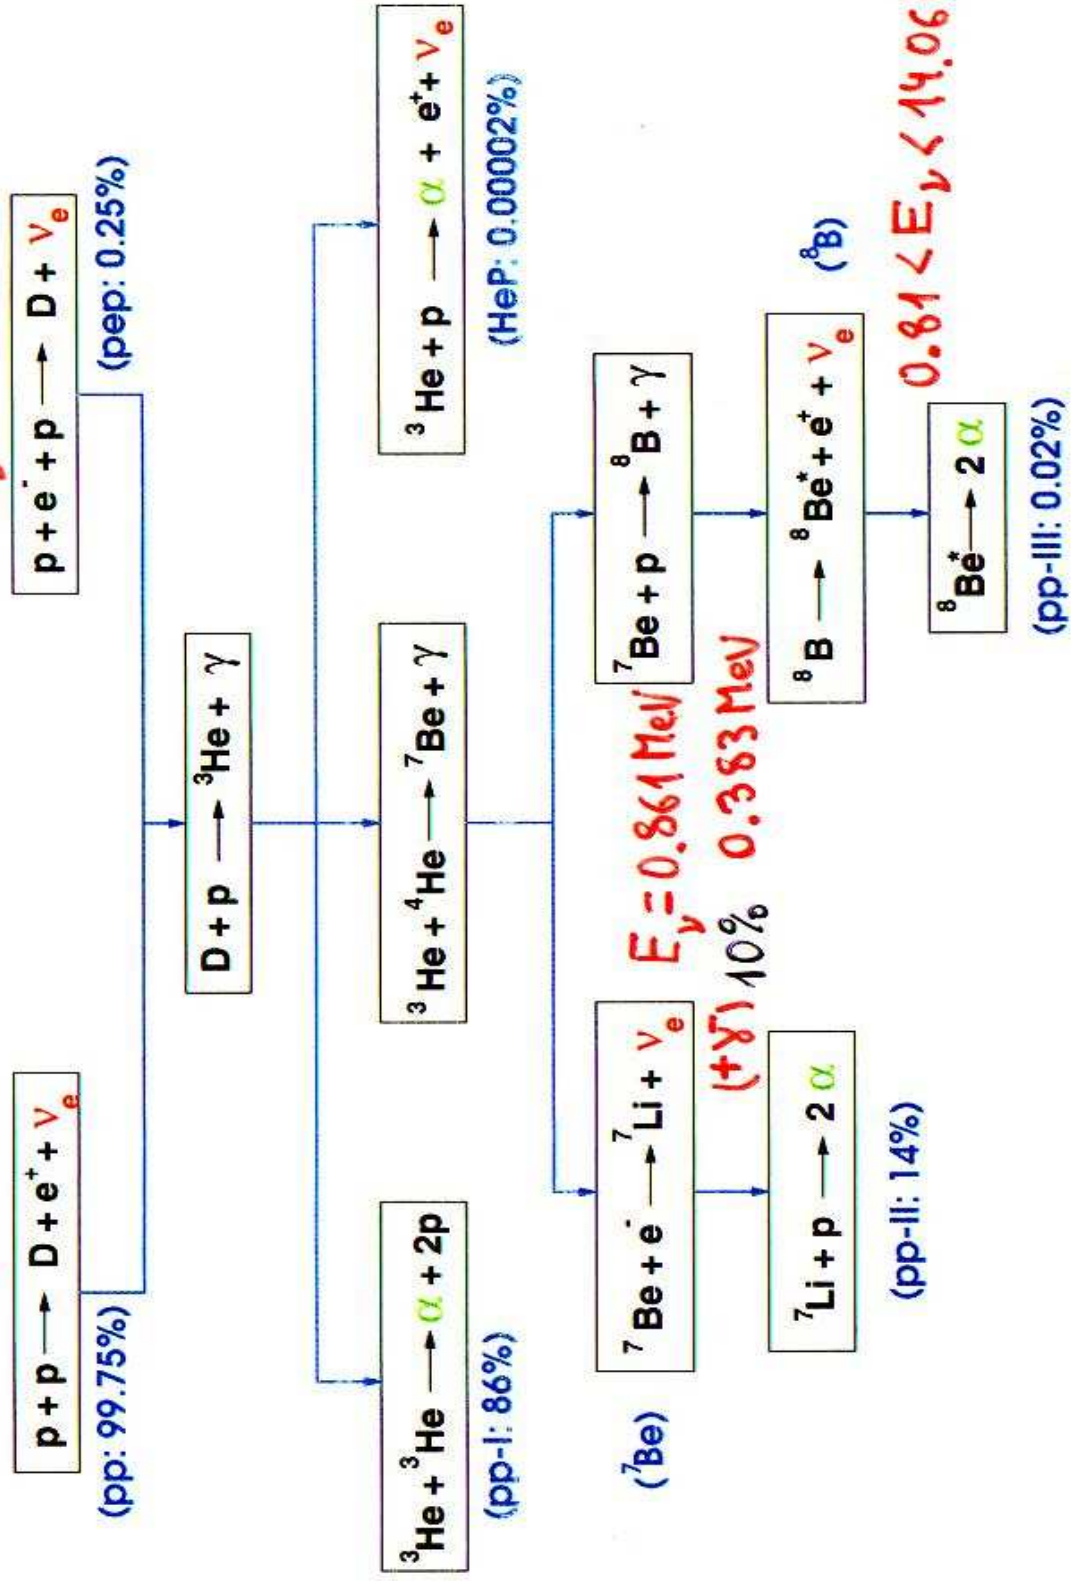 p + p → D + e⁺ + νₑ
(pp: 99.75%)
p + e⁻ + p → D + νₑ
(pep: 0.25%)
D + p → ³He + γ
³He + ³He → α + 2p
(pp-I: 86%)
³He + ⁴He → ⁷Be + γ
³He + p → α + e⁺ + νₑ
(HeP: 0.00002%)
(⁷Be)
⁷Be + e⁻ → ⁷Li + νₑ
Eᵥ = 0.861 MeV
(+γ) 10% 0.383 MeV
⁷Be + p → ⁸B + γ
⁷Li + p → 2 α
(pp-II: 14%)
⁸B → ⁸Be* + e⁺ + νₑ
(⁸B)
0.81 < Eᵥ < 14.06
⁸Be* → 2 α
(pp-III: 0.02%)